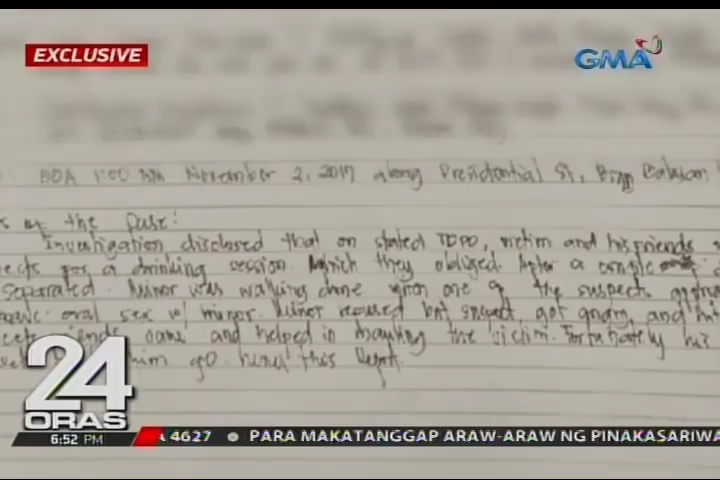 EXCLUSIVE
GMA
DOA 1:00 AM November 2, 2017 along Presidential St, Brgy Batasan
of the case:
Investigation disclosed that on stated TDPO, victim and his friends
for a drinking session. Which they obliged. After a couple
separated. Minor was walking alone when one of the suspects
oral sex w/ minor. Minor refused but suspect, got angry, and
friends came and helped in mauling the victim. Fortunately his
him go. hence this Report.
24
ORAS
6:52 PM
A 4627 PARA MAKATANGGAP ARAW-ARAW NG PINAKASARIWA